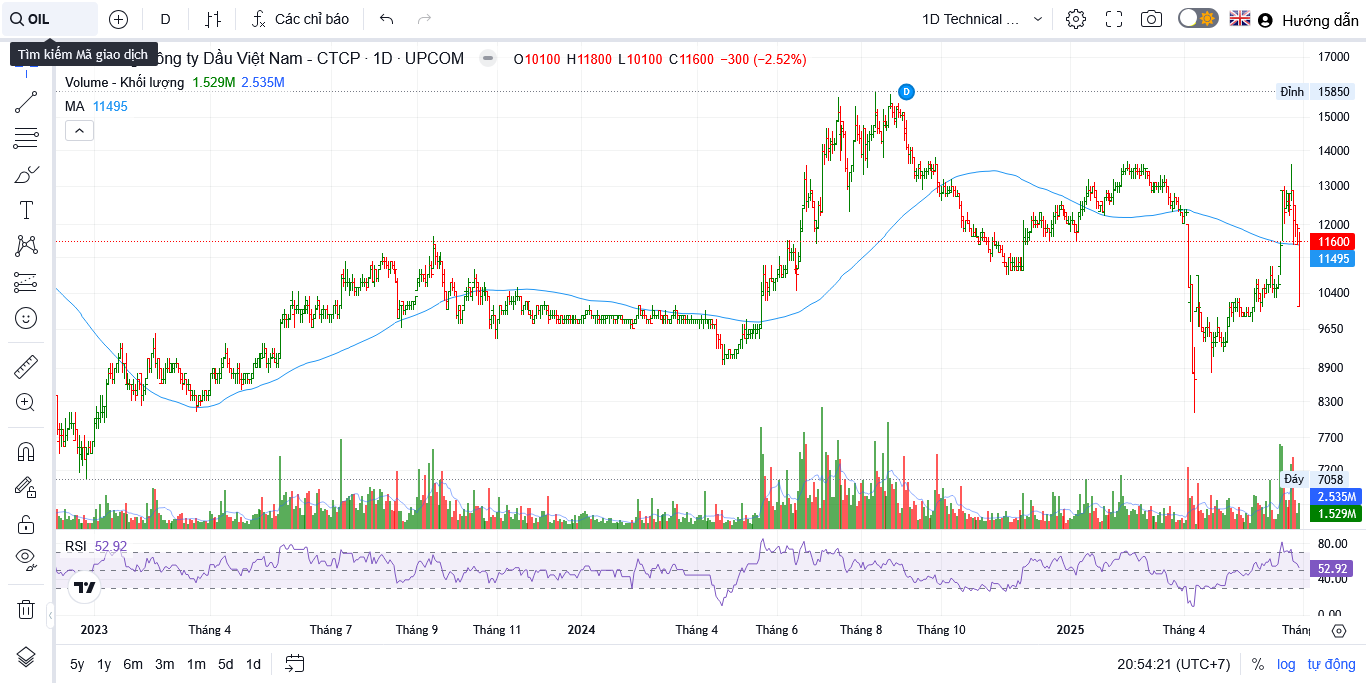 OIL
D
Các chỉ báo
1D Technical ...
Hướng dẫn
Tìm kiếm Mã giao dịch
ông ty Dầu Việt Nam - CTCP · 1D · UPCOM
O10100 H11800 L10100 C11600 −300 (−2.52%)
Volume - Khối lượng 1.529M 2.535M
MA 11495
D
17000
Đỉnh 15850
15000
14000
13000
12000
11600
11495
10400
9650
8900
8300
7700
7200
Đáy 7058
2.535M
1.529M
RSI 52.92
80.00
52.92
40.00
0.00
2023 Tháng 4 Tháng 7 Tháng 9 Tháng 11 2024 Tháng 4 Tháng 6 Tháng 8 Tháng 10 2025 Tháng 4 Tháng
5y 1y 6m 3m 1m 5d 1d
20:54:21 (UTC+7) % log tự động